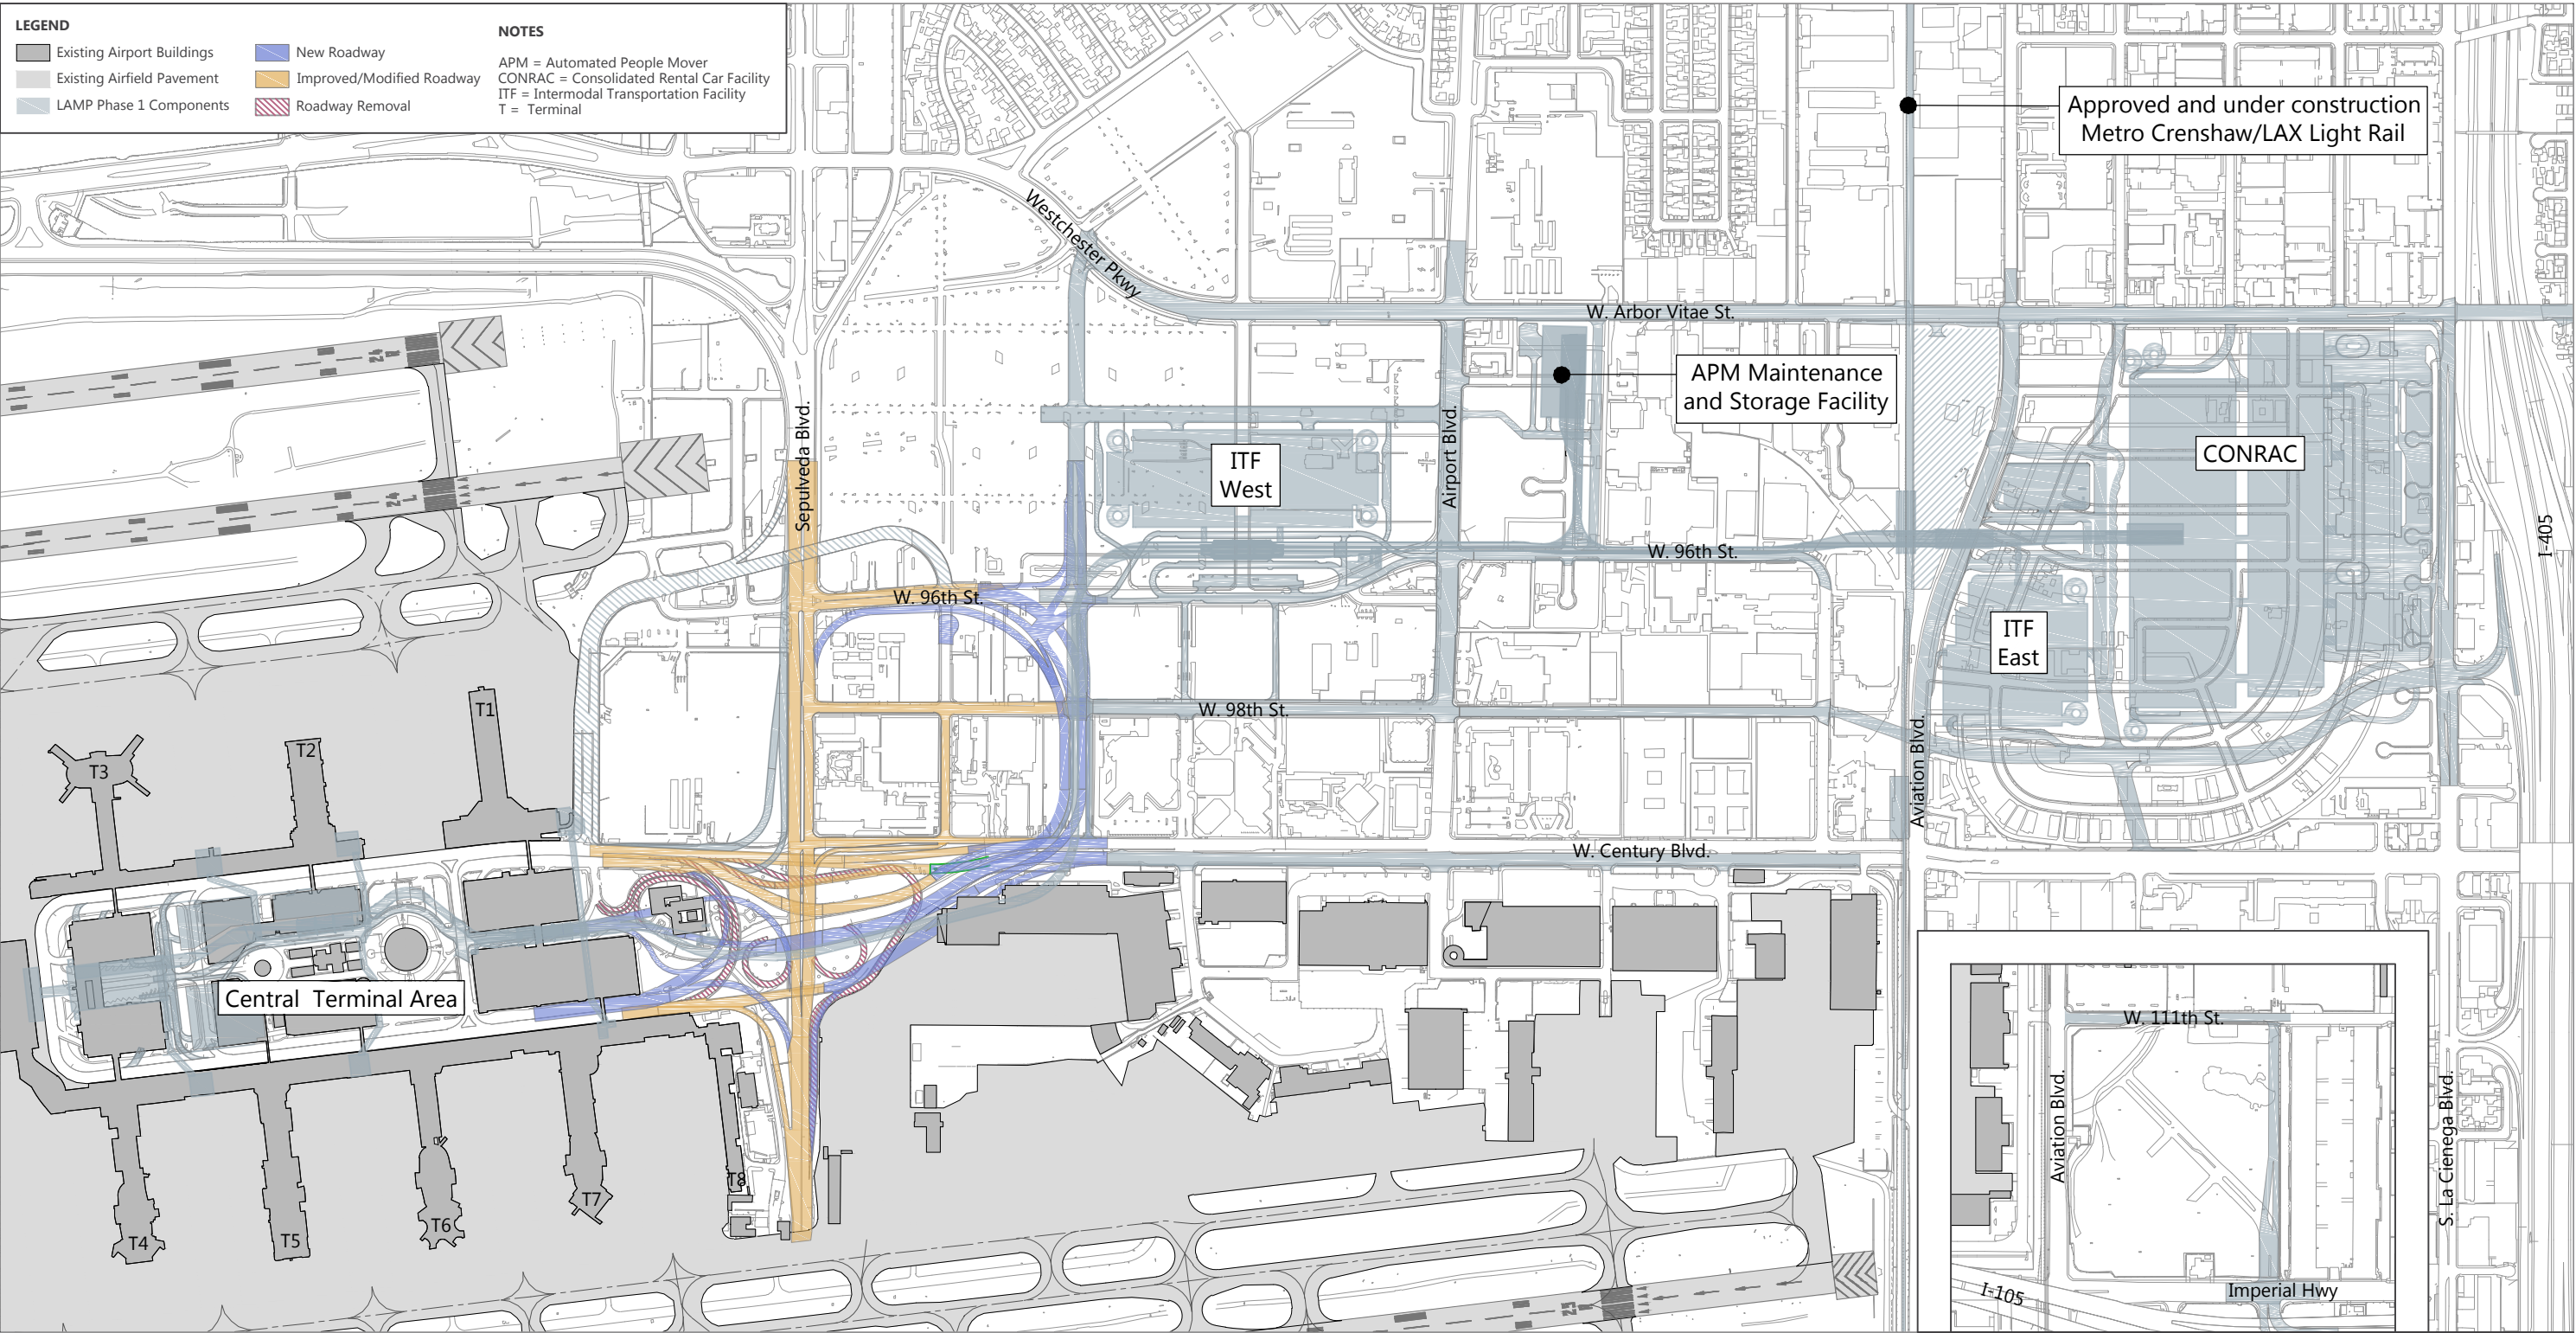 LEGEND
Existing Airport Buildings
Existing Airfield Pavement
LAMP Phase 1 Components
New Roadway
Improved/Modified Roadway
Roadway Removal
NOTES
APM = Automated People Mover
CONRAC = Consolidated Rental Car Facility
ITF = Intermodal Transportation Facility
T = Terminal
Approved and under construction
Metro Crenshaw/LAX Light Rail
Westchester Pkwy
W. Arbor Vitae St.
APM Maintenance
and Storage Facility
Sepulveda Blvd.
Airport Blvd.
ITF
West
CONRAC
I-405
24
W. 96th St.
W. 96th St.
ITF
East
T1
T2
T3
W. 98th St.
Aviation Blvd.
W. Century Blvd.
Central Terminal Area
W. 111th St.
Aviation Blvd.
S. La Cienega Blvd.
T8
T7
T6
T5
T4
I-105
Imperial Hwy